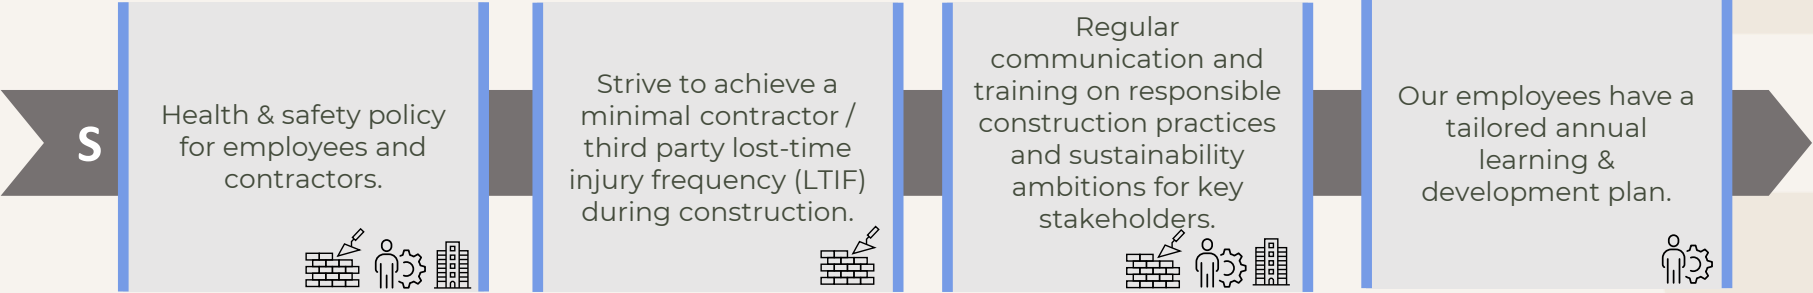 S
Health & safety policy
for employees and
contractors.
Strive to achieve a
minimal contractor /
third party lost-time
injury frequency (LTIF)
during construction.
Regular
communication and
training on responsible
construction practices
and sustainability
ambitions for key
stakeholders.
Our employees have a
tailored annual
learning &
development plan.